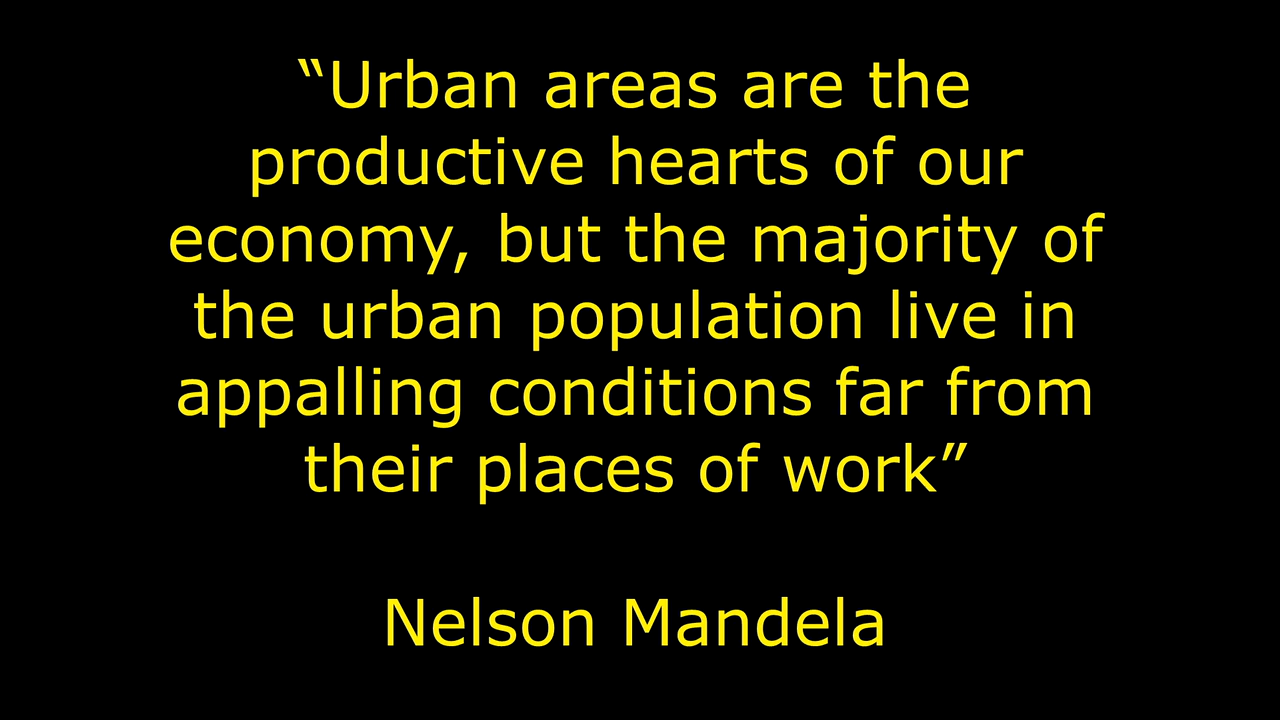 “Urban areas are the
productive hearts of our
economy, but the majority of
the urban population live in
appalling conditions far from
their places of work”
Nelson Mandela